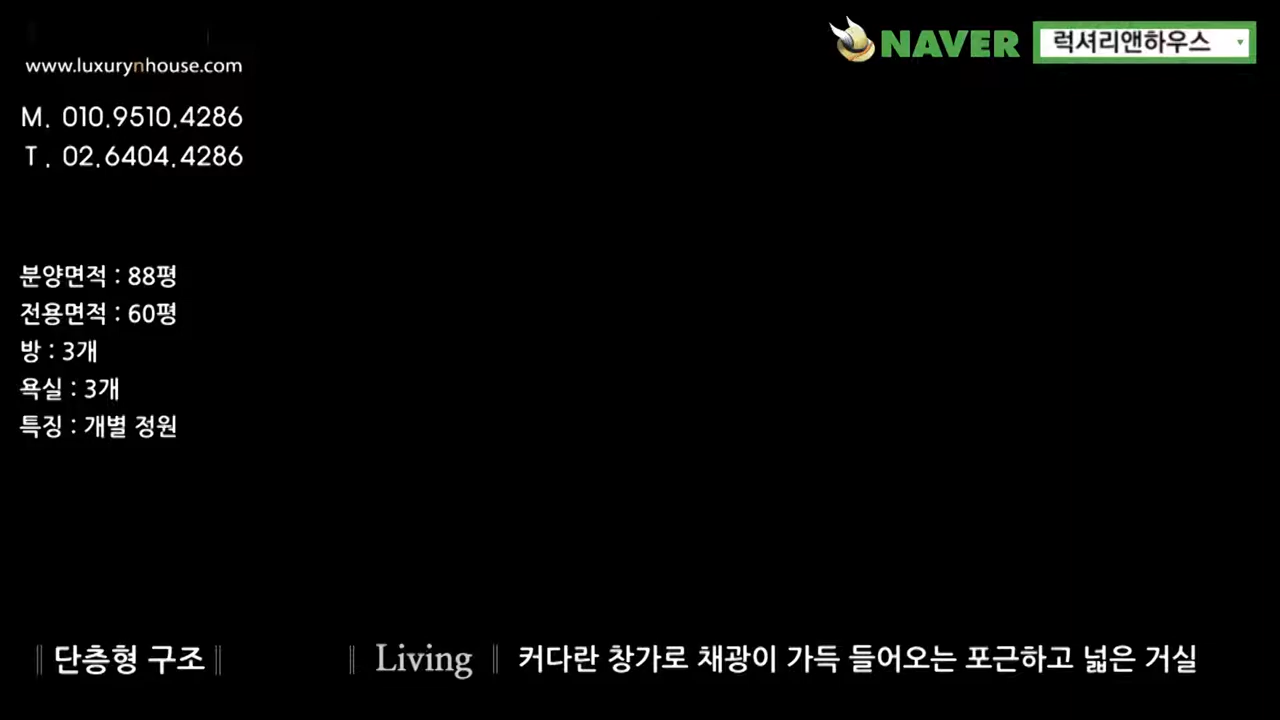 www.luxurynhouse.com
NAVER 럭셔리앤하우스
M. 010.9510.4286
T. 02.6404.4286
분양면적 : 88평
전용면적 : 60평
방 : 3개
욕실 : 3개
특징 : 개별 정원
단층형 구조
Living
커다란 창가로 채광이 가득 들어오는 포근하고 넓은 거실